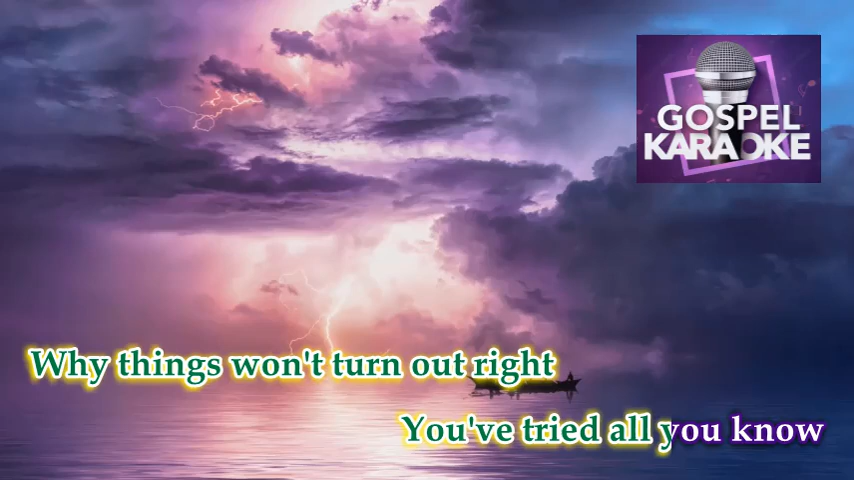 GOSPEL
KARAOKE
Why things won't turn out right
You've tried all you know